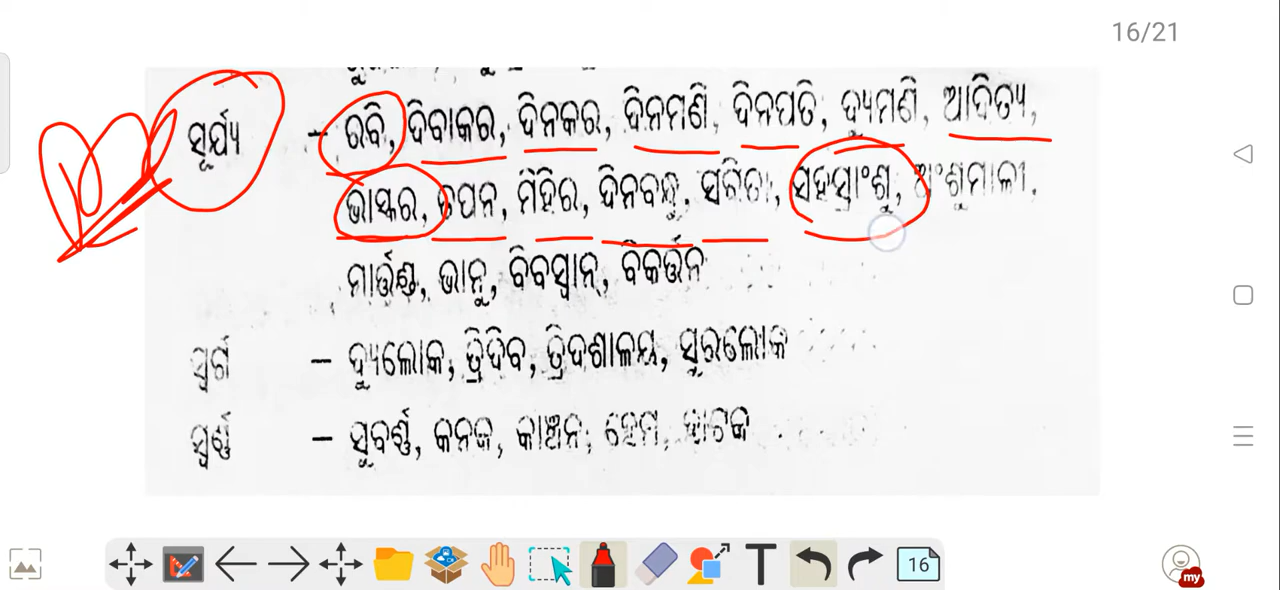 16/21
ସୂର୍ଯ୍ୟ – ରବି, ଦିବାକର, ଦିନକର, ଦିନମଣି, ଦିନପତି, ଦ୍ୟୁମଣି, ଆଦିତ୍ୟ,
ଭାସ୍କର, ତପନ, ମିହିର, ଦିନବନ୍ଧୁ, ସବିତା, ସହସ୍ରାଂଶୁ, ଅଂଶୁମାଳୀ,
ମାର୍ତ୍ତଣ୍ଡ, ଭାନୁ, ବିବସ୍ୱାନ୍, ବିକର୍ତ୍ତନ
ସ୍ୱର୍ଗ – ଦ୍ୟୁଲୋକ, ତ୍ରିଦିବ, ତ୍ରିଦଶାଳୟ, ସୁରଲୋକ
ସ୍ୱର୍ଣ୍ଣ – ସୁବର୍ଣ୍ଣ, କନକ, କାଞ୍ଚନ, ହେମ, ହାଟକ
T 16 my